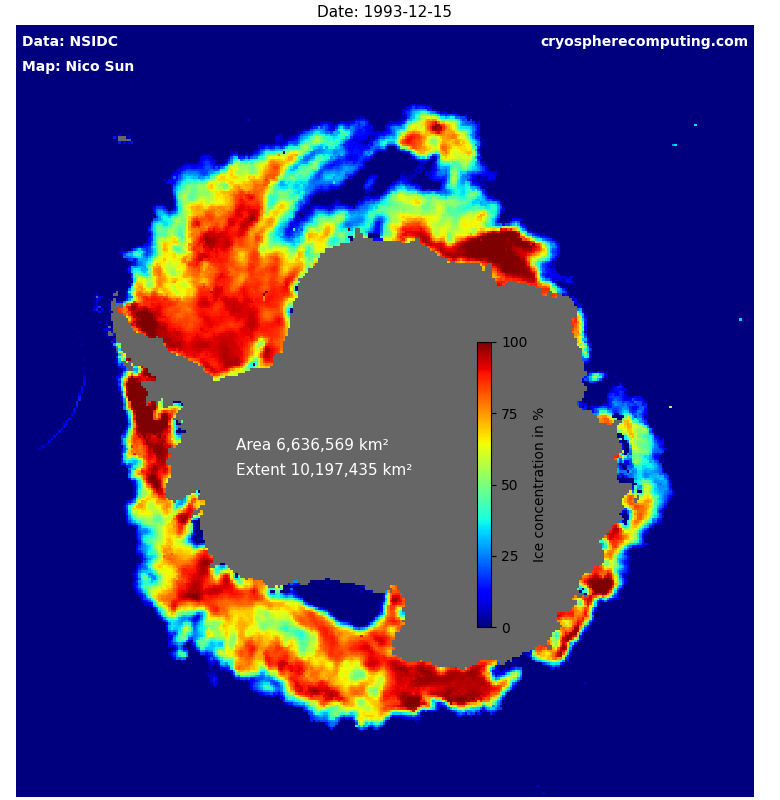 Date: 1993-12-15
Data: NSIDC
cryospherecomputing.com
Map: Nico Sun
100
75
50
25
0
Ice concentration in %
Area 6,636,569 km²
Extent 10,197,435 km²